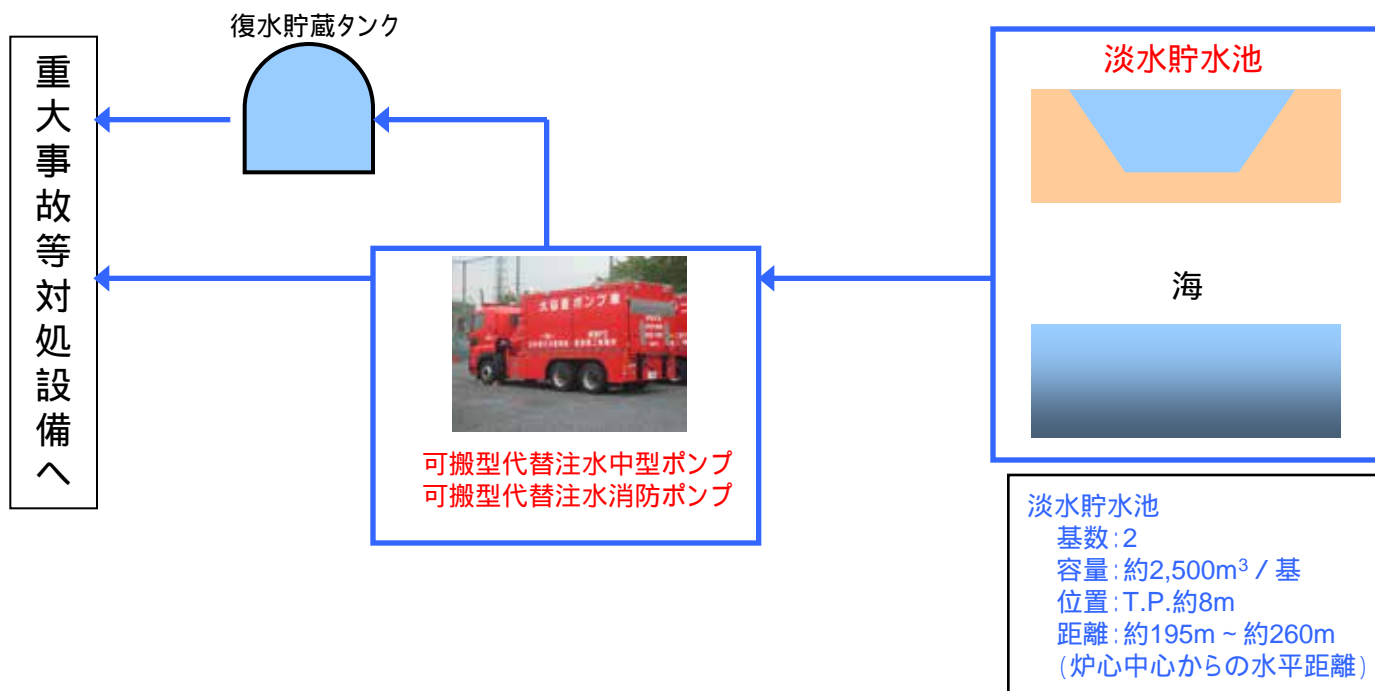 復水貯蔵タンク
重大事故等対処設備へ
淡水貯水池
海
大容量ポンプ車
可搬型代替注水中型ポンプ
可搬型代替注水消防ポンプ
淡水貯水池
基数:2
容量:約2,500m³ / 基
位置:T.P.約8m
距離:約195m ~ 約260m
(炉心中心からの水平距離)